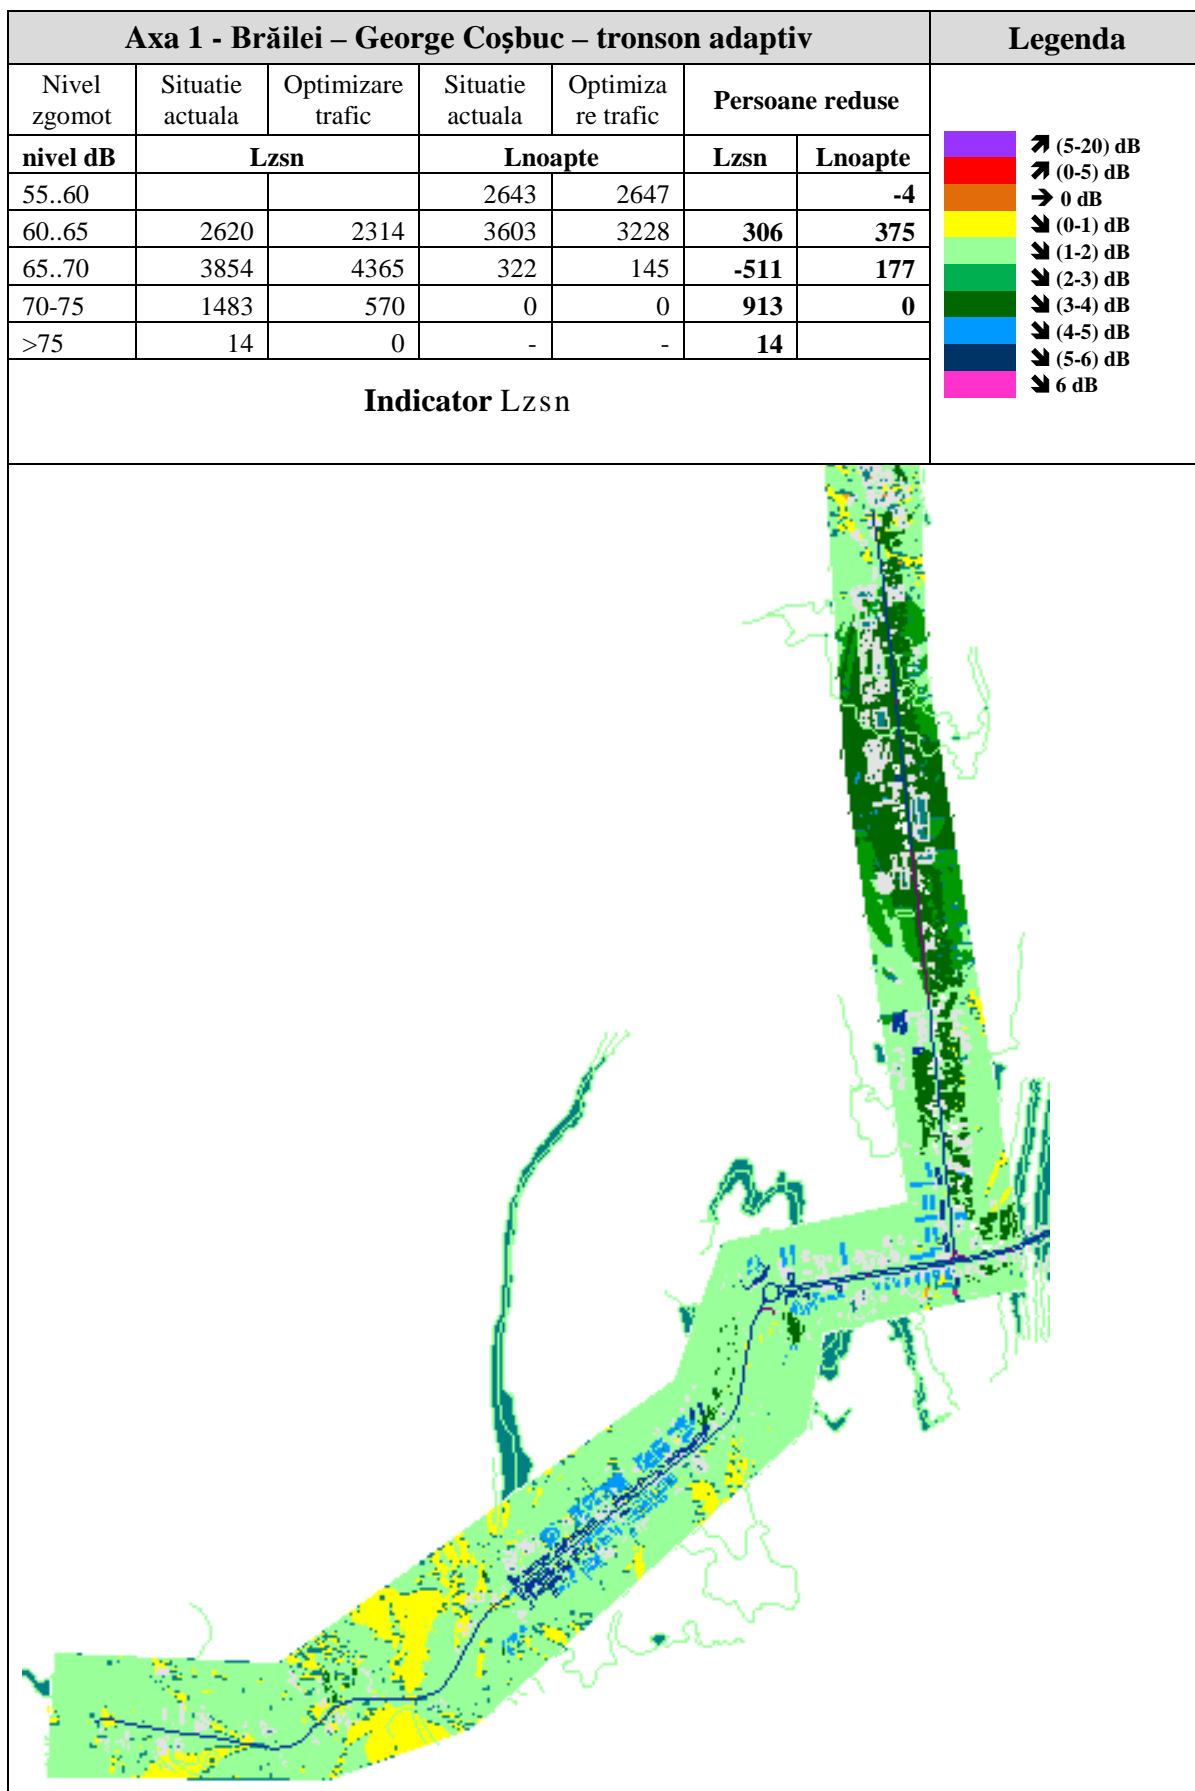 Axa 1 - Brăilei – George Coșbuc – tronson adaptiv
Legenda
Nivel zgomot Situatie actuala Optimizare trafic Situatie actuala Optimiza re trafic Persoane reduse
nivel dB Lzsn Lnoapte Lzsn Lnoapte
55..60 2643 2647 -4
60..65 2620 2314 3603 3228 306 375
65..70 3854 4365 322 145 -511 177
70-75 1483 570 0 0 913 0
>75 14 0 - - 14
Indicator Lzsn
↗ (5-20) dB
↗ (0-5) dB
→ 0 dB
↘ (0-1) dB
↘ (1-2) dB
↘ (2-3) dB
↘ (3-4) dB
↘ (4-5) dB
↘ (5-6) dB
↘ 6 dB